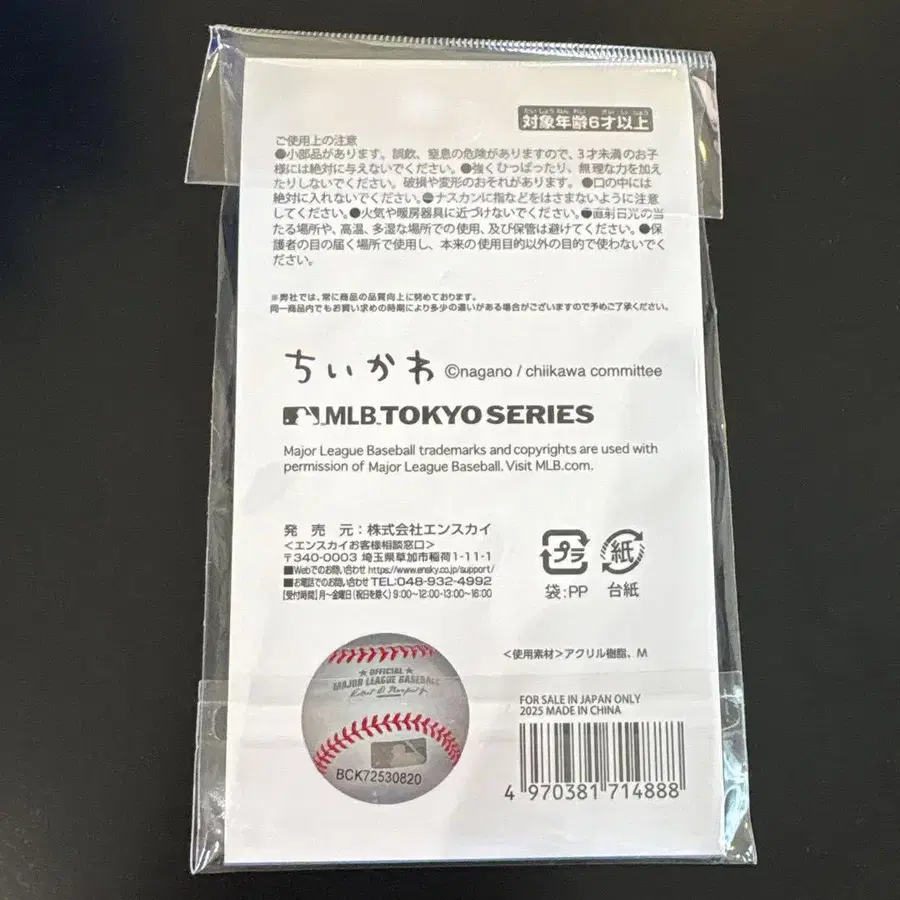 たいしょうねんれい さいいじょう
対象年齢6才以上
ご使用上の注意
●小部品があります。誤飲、窒息の危険がありますので、3才未満のお子
様には絶対に与えないでください。●強くひっぱったり、無理な力を加え
たりしないでください。破損や変形のおそれがあります。●口の中には
絶対に入れないでください。●ナスカンに指などをはさまないように注意
してください。●火気や暖房器具に近づけないでください。●直射日光の当
たる場所や、高温、多湿な場所での使用、及び保管は避けてください。●保
護者の目の届く場所で使用し、本来の使用目的以外の目的で使わないでく
ださい。
※弊社では、常に商品の品質向上に努めております。
同一商品内でもお買い求めの時期により多少の違いがある場合がございますので予めご了承ください。
ちいかわ ©nagano / chiikawa committee
MLB™ TOKYO SERIES
Major League Baseball trademarks and copyrights are used with
permission of Major League Baseball. Visit MLB.com.
発 売 元：株式会社エンスカイ
＜エンスカイお客様相談窓口＞
〒340-0003 埼玉県草加市稲荷1-11-1
■Webでのお問い合わせ https://www.ensky.co.jp/support/
■お電話でのお問い合わせ TEL:048-932-4992
【受付時間】月〜金曜日(祝日を除く) 9:00〜12:00・13:00〜16:00
プラ 紙
袋:PP 台紙
＜使用素材＞アクリル樹脂、M
★ OFFICIAL ★
MAJOR LEAGUE BASEBALL
BCK72530820
FOR SALE IN JAPAN ONLY
2025 MADE IN CHINA
4 970381 714888